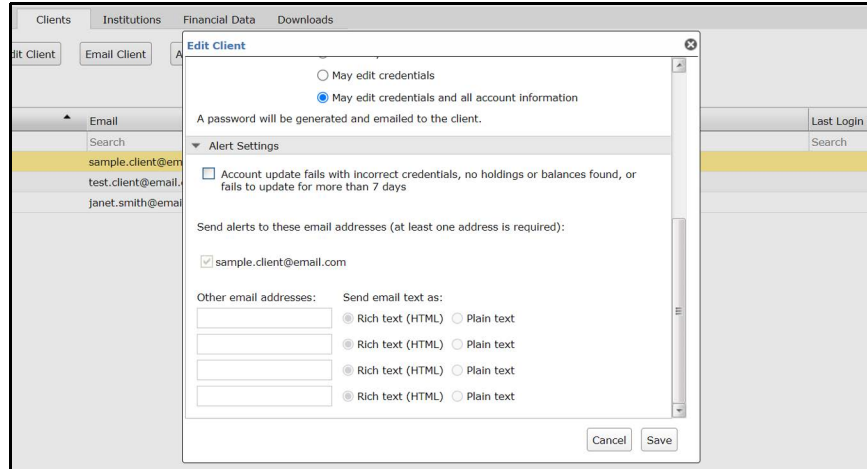 Clients Institutions Financial Data Downloads
dit Client Email Client A
Edit Client
May edit credentials
May edit credentials and all account information
A password will be generated and emailed to the client.
Email Last Login
Alert Settings
Search Search
sample.client@em
Account update fails with incorrect credentials, no holdings or balances found, or
fails to update for more than 7 days
test.client@email.
janet.smith@emai
Send alerts to these email addresses (at least one address is required):
sample.client@email.com
Other email addresses: Send email text as:
Rich text (HTML) Plain text
Rich text (HTML) Plain text
Rich text (HTML) Plain text
Rich text (HTML) Plain text
Cancel Save